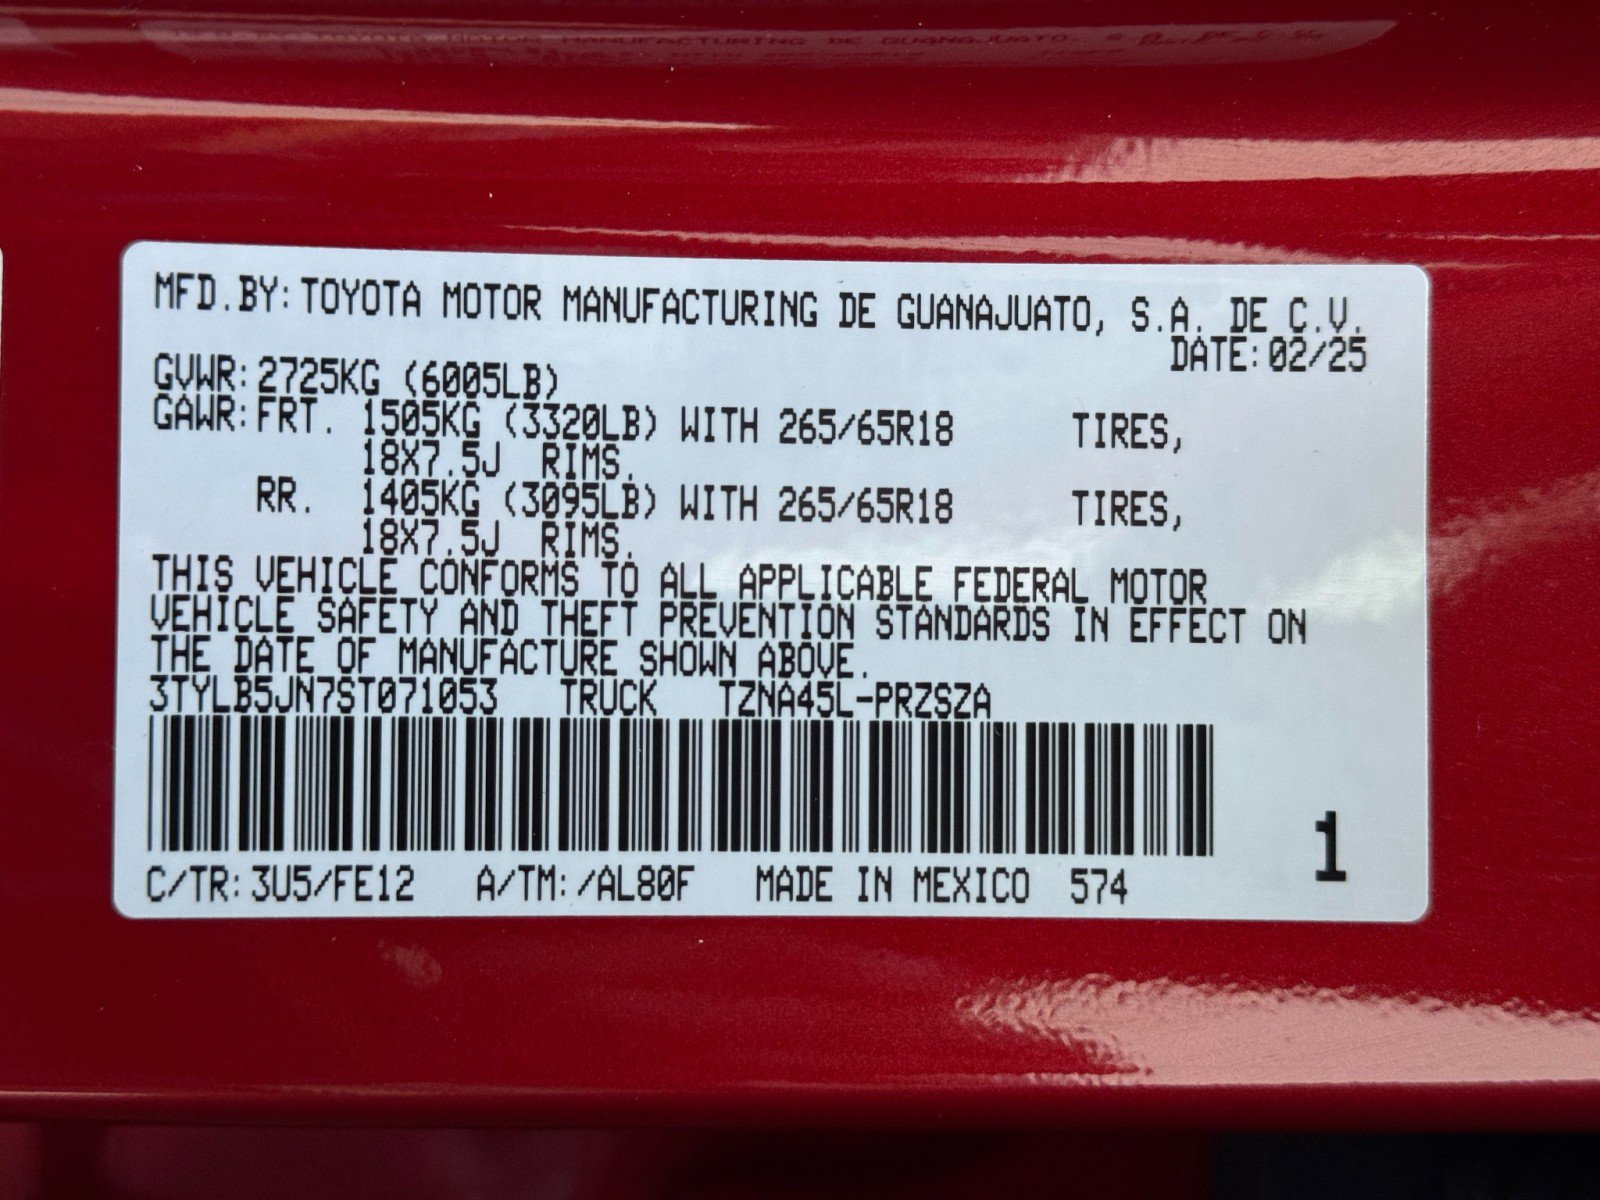 MFD.BY:TOYOTA MOTOR MANUFACTURING DE GUANAJUATO, S.A. DE C.V.
DATE:02/25
GVWR:2725KG (6005LB)
GAWR:FRT. 1505KG (3320LB) WITH 265/65R18 TIRES,
18X7.5J RIMS.
RR. 1405KG (3095LB) WITH 265/65R18 TIRES,
18X7.5J RIMS.
THIS VEHICLE CONFORMS TO ALL APPLICABLE FEDERAL MOTOR
VEHICLE SAFETY AND THEFT PREVENTION STANDARDS IN EFFECT ON
THE DATE OF MANUFACTURE SHOWN ABOVE.
3TYLB5JN7ST071053 TRUCK TZNA45L-PRZSZA
1
C/TR:3U5/FE12 A/TM:/AL80F MADE IN MEXICO 574